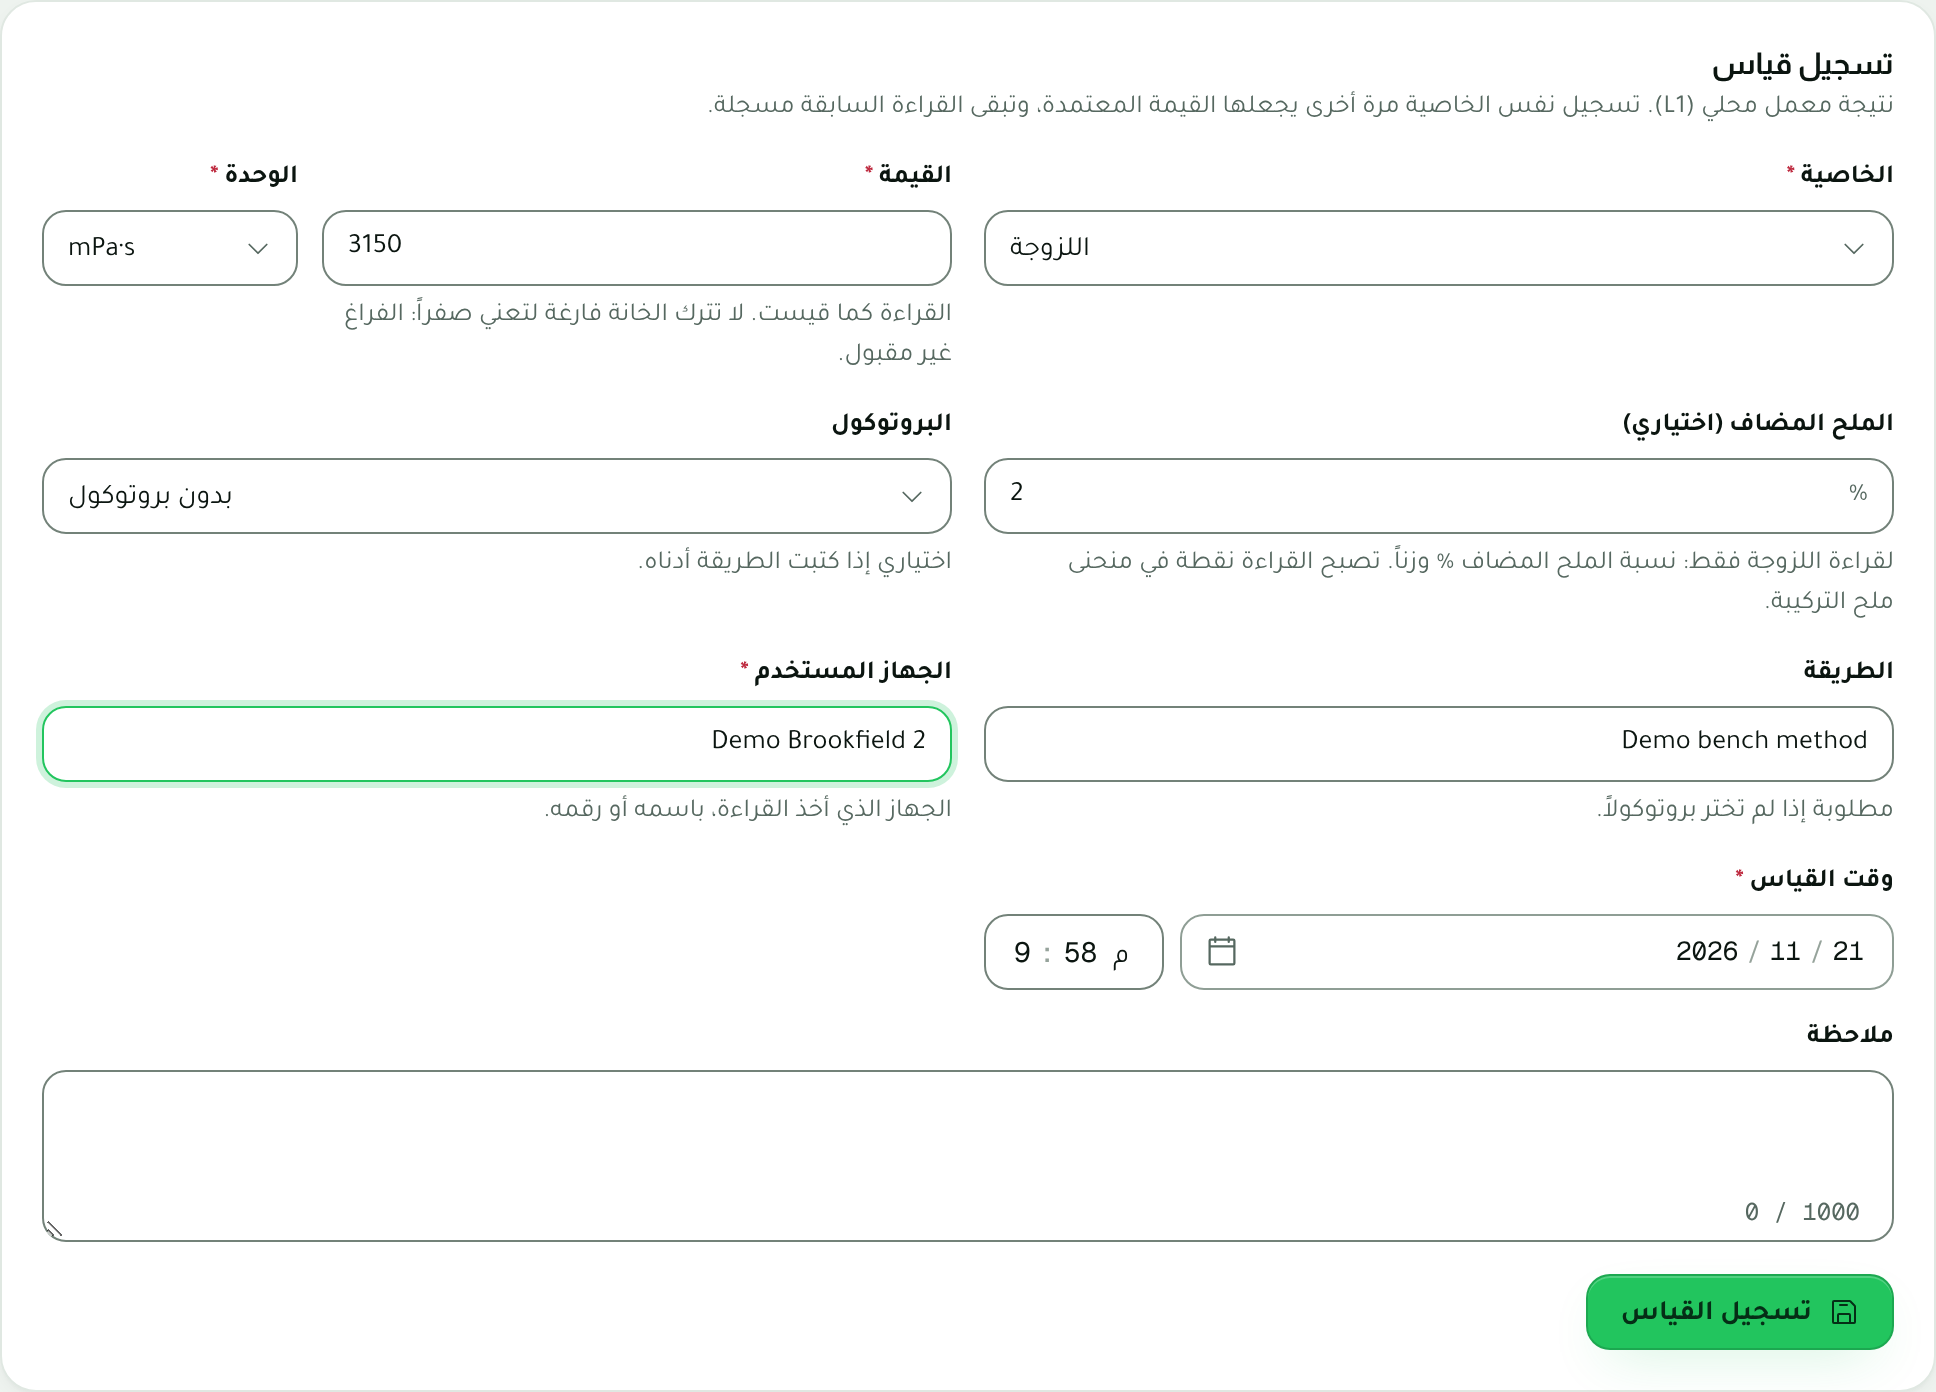 تسجيل قياس
نتيجة معمل محلي (L1). تسجيل نفس الخاصية مرة أخرى يجعلها القيمة المعتمدة، وتبقى القراءة السابقة مسجلة.
الخاصية *
اللزوجة
القيمة *
3150
القراءة كما قيست. لا تترك الخانة فارغة لتعني صفراً: الفراغ
غير مقبول.
الوحدة *
mPa·s
الملح المضاف (اختياري)
2
%
لقراءة اللزوجة فقط: نسبة الملح المضاف % وزناً. تصبح القراءة نقطة في منحنى
ملح التركيبة.
البروتوكول
بدون بروتوكول
اختياري إذا كتبت الطريقة أدناه.
الطريقة
Demo bench method
مطلوبة إذا لم تختر بروتوكولاً.
الجهاز المستخدم *
Demo Brookfield 2
الجهاز الذي أخذ القراءة، باسمه أو رقمه.
وقت القياس *
2026 / 11 / 21
9 : 58 م
ملاحظة
0 / 1000
تسجيل القياس